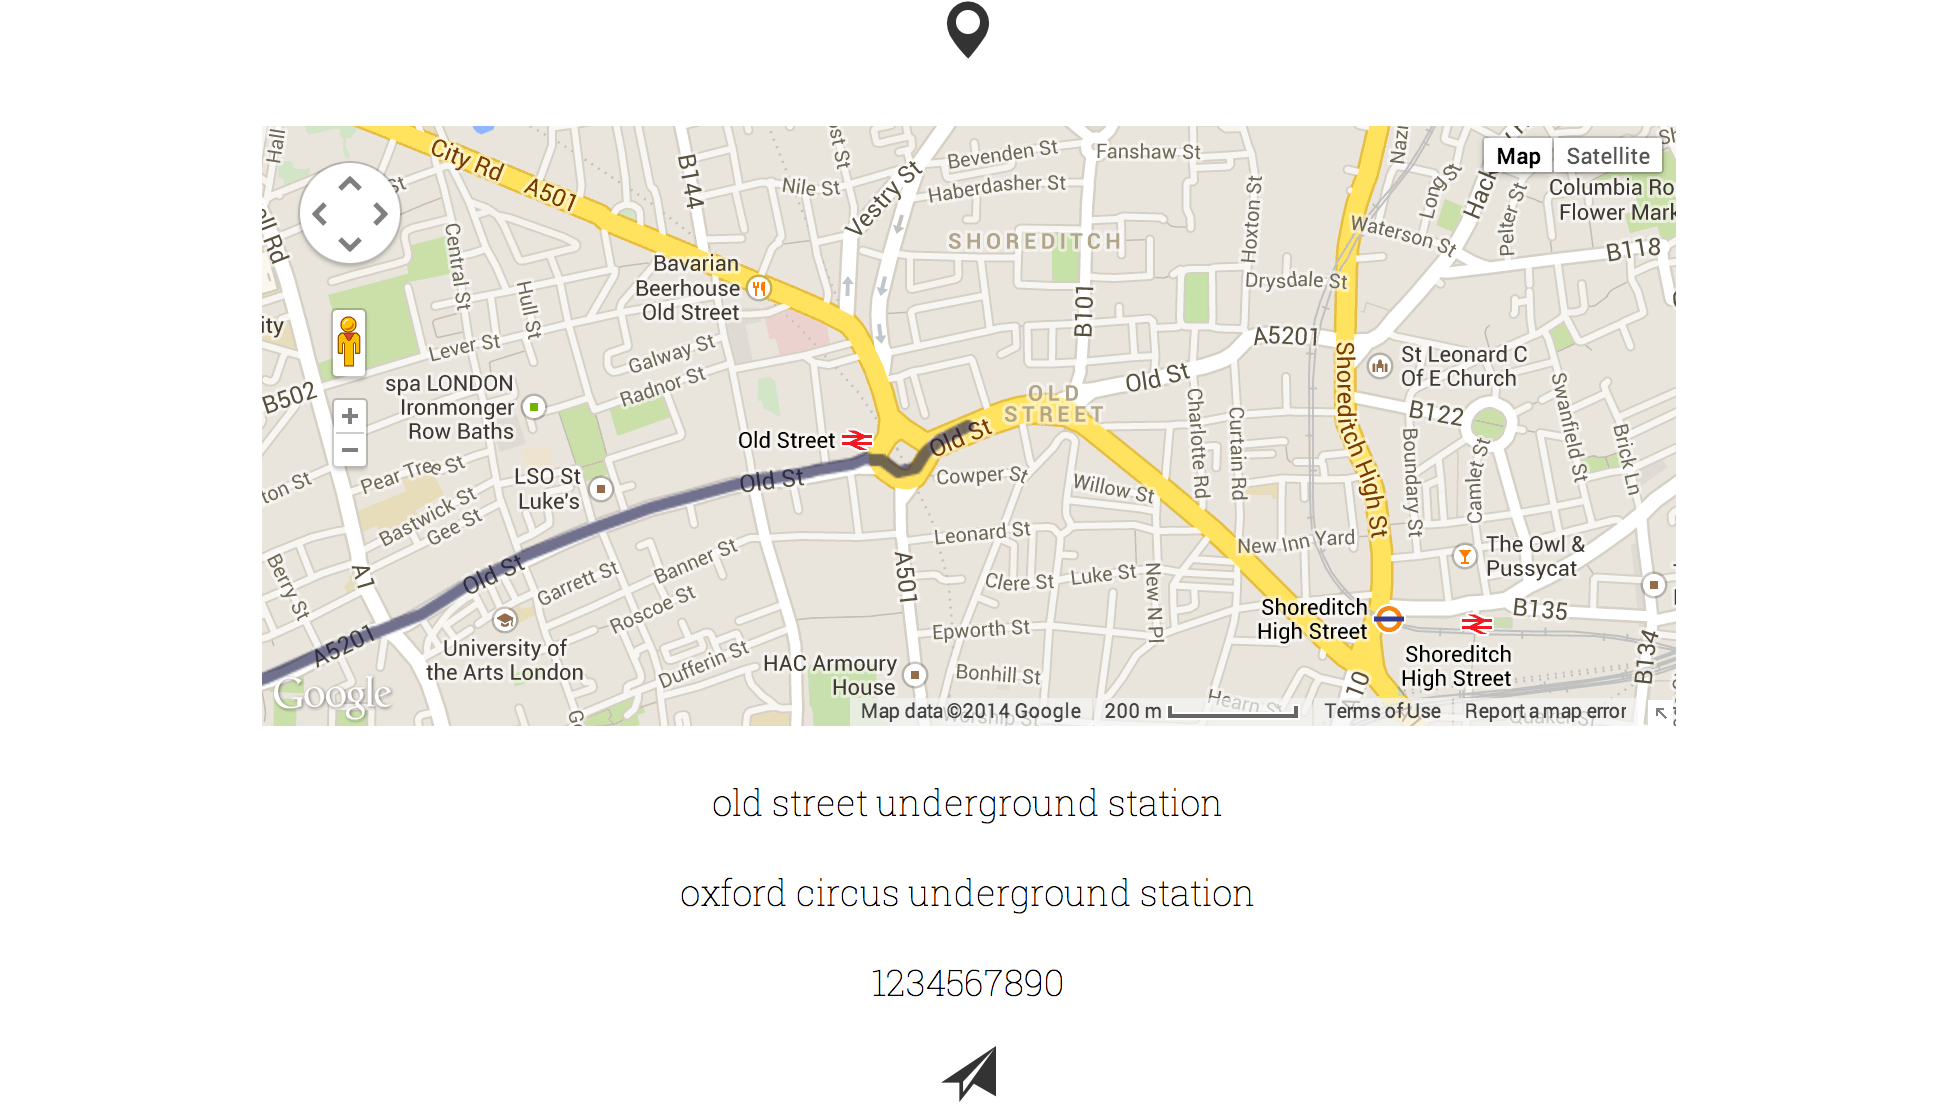 City Rd
A501
B144
Nile St
Vestry St
Bevenden St
Haberdasher St
Fanshaw St
SHOREDITCH
Hoxton St
Map
Satellite
Long St
Pelter St
Columbia Ro
Flower Mark
Waterson St
B118
Central St
Hull St
Bavarian
Beerhouse
Old Street
Drysdale St
B101
A5201
Lever St
Galway St
Radnor St
B502
spa LONDON
Ironmonger
Row Baths
Old St
OLD
STREET
Shoreditch High St
St Leonard C
Of E Church
B122
Swanfield St
Brick Ln
Charlotte Rd
Curtain Rd
Boundary St
Camlet St
Old Street
Old St
Cowper St
Willow St
Pear Tree St
LSO St
Luke's
Old St
Bastwick St
Gee St
Leonard St
New Inn Yard
The Owl &
Pussycat
Berry St
A1
Old St
Garrett St
Banner St
A501
Clere St
Luke St
New N Pl
Roscoe St
Shoreditch
High Street
B135
A5201
University of
the Arts London
Epworth St
Shoreditch
High Street
B134
Dufferin St
HAC Armoury
House
Bonhill St
Hearn St
Google
Map data ©2014 Google
200 m
Terms of Use
Report a map error
old street underground station
oxford circus underground station
1234567890